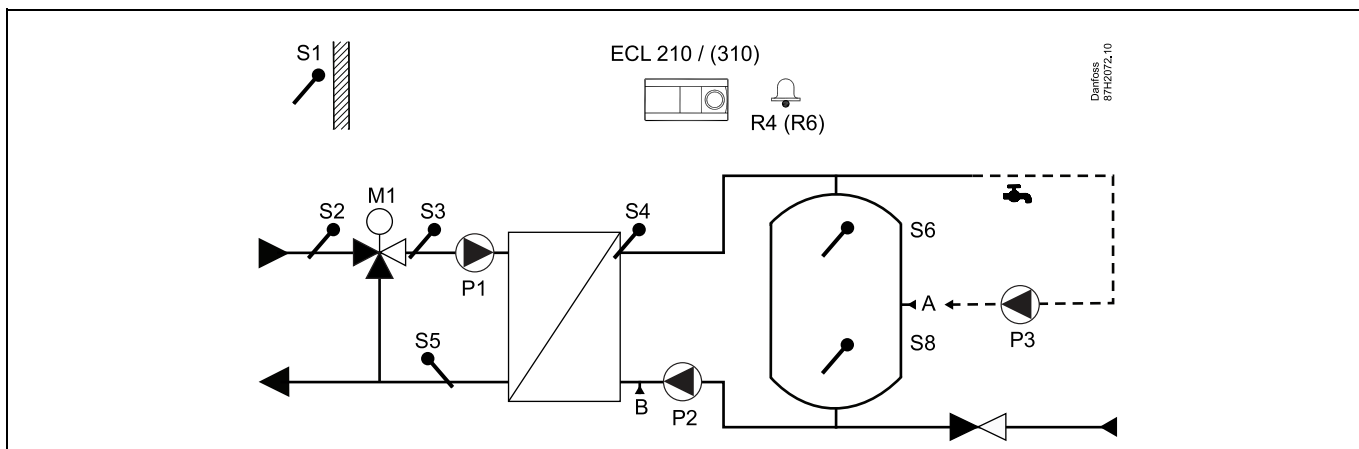 S1
ECL 210 / (310)
Danfoss
87H2072.10
R4 (R6)
M1
S2
S3
S4
S6
P1
A
S5
S8
P3
B
P2